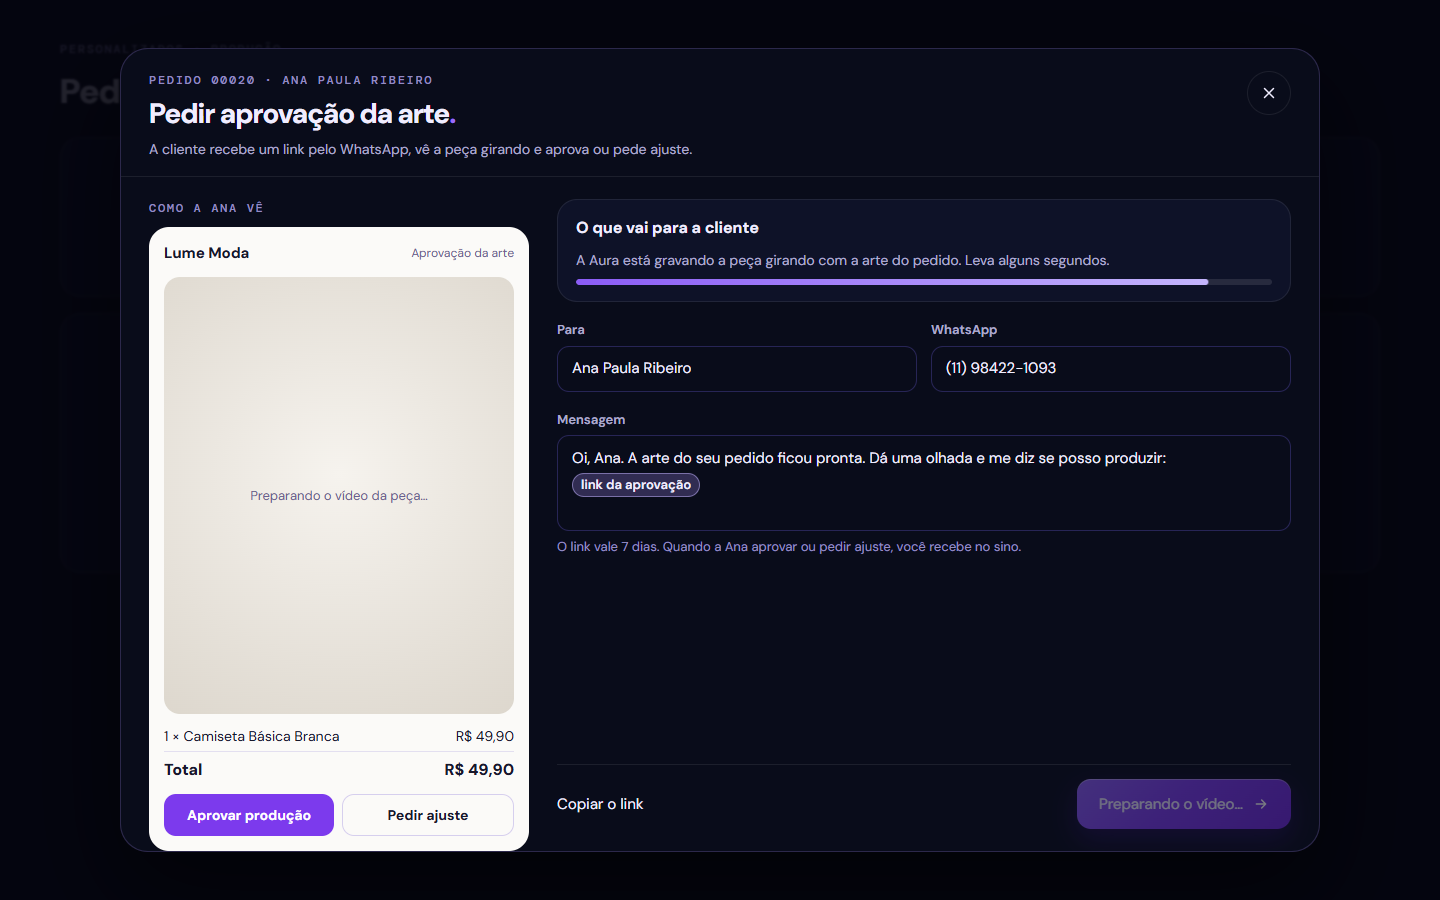 Ped
PEDIDO 00020 · ANA PAULA RIBEIRO
Pedir aprovação da arte.
A cliente recebe um link pelo WhatsApp, vê a peça girando e aprova ou pede ajuste.
COMO A ANA VÊ
Lume Moda
Aprovação da arte
Preparando o vídeo da peça...
1 × Camiseta Básica Branca
R$ 49,90
Total
R$ 49,90
Aprovar produção
Pedir ajuste
O que vai para a cliente
A Aura está gravando a peça girando com a arte do pedido. Leva alguns segundos.
Para
WhatsApp
Ana Paula Ribeiro
(11) 98422-1093
Mensagem
Oi, Ana. A arte do seu pedido ficou pronta. Dá uma olhada e me diz se posso produzir:
link da aprovação
O link vale 7 dias. Quando a Ana aprovar ou pedir ajuste, você recebe no sino.
Copiar o link
Preparando o vídeo... →